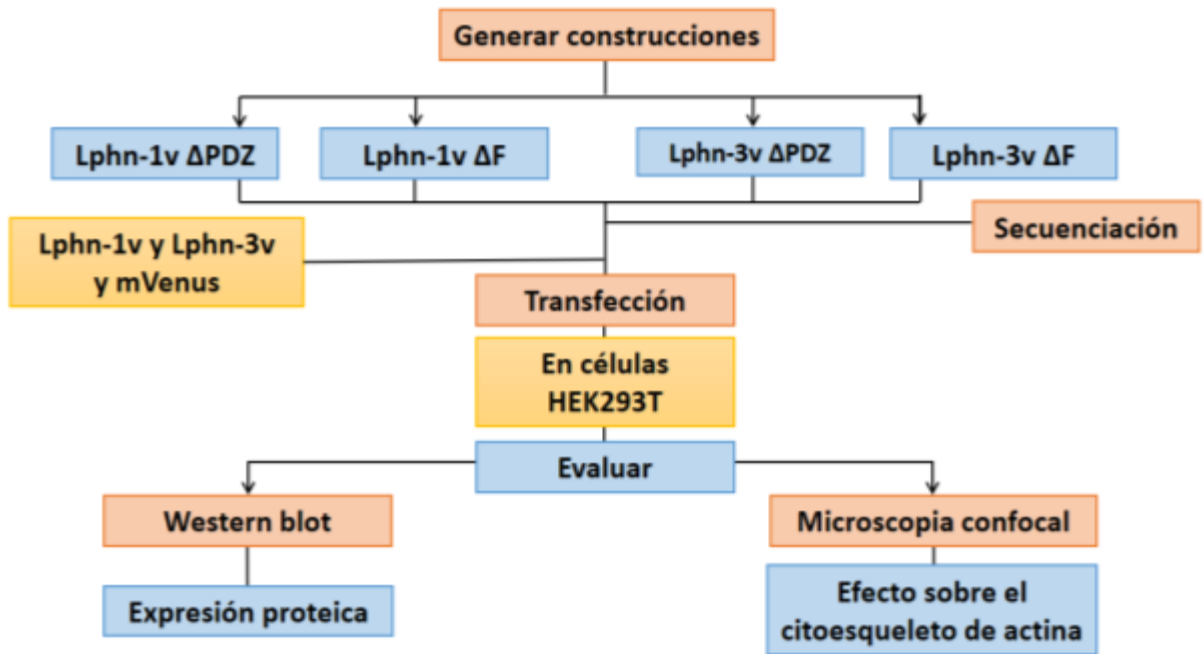 Generar construcciones
Lphn-1v ΔPDZ
Lphn-1v ΔF
Lphn-3v ΔPDZ
Lphn-3v ΔF
Lphn-1v y Lphn-3v
y mVenus
Secuenciación
Transfección
En células
HEK293T
Evaluar
Western blot
Microscopia confocal
Expresión proteica
Efecto sobre el
citoesqueleto de actina